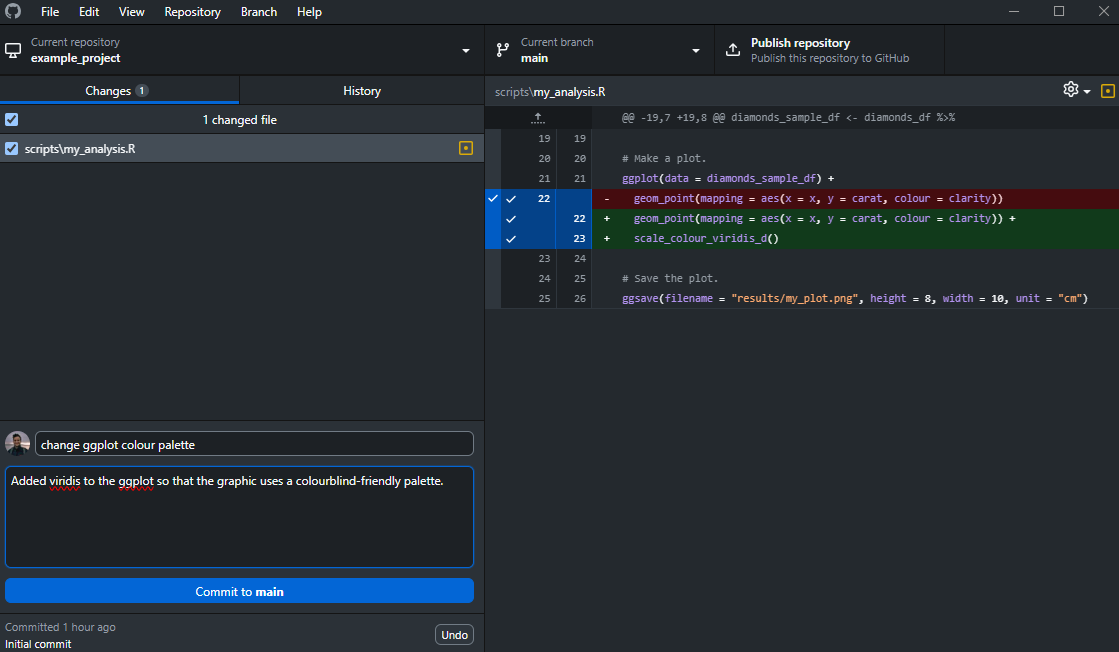 File Edit View Repository Branch Help
Current repository
example_project
Current branch
main
Publish repository
Publish this repository to GitHub
Changes 1
History
1 changed file
scripts\my_analysis.R
scripts\my_analysis.R
@@ -19,7 +19,8 @@ diamonds_sample_df <- diamonds_df %>%
19 19
20 20 # Make a plot.
21 21 ggplot(data = diamonds_sample_df) +
22 - geom_point(mapping = aes(x = x, y = carat, colour = clarity))
22 + geom_point(mapping = aes(x = x, y = carat, colour = clarity)) +
23 + scale_colour_viridis_d()
23 24
24 25 # Save the plot.
25 26 ggsave(filename = "results/my_plot.png", height = 8, width = 10, unit = "cm")
change ggplot colour palette
Added viridis to the ggplot so that the graphic uses a colourblind-friendly palette.
Commit to main
Committed 1 hour ago
Initial commit
Undo